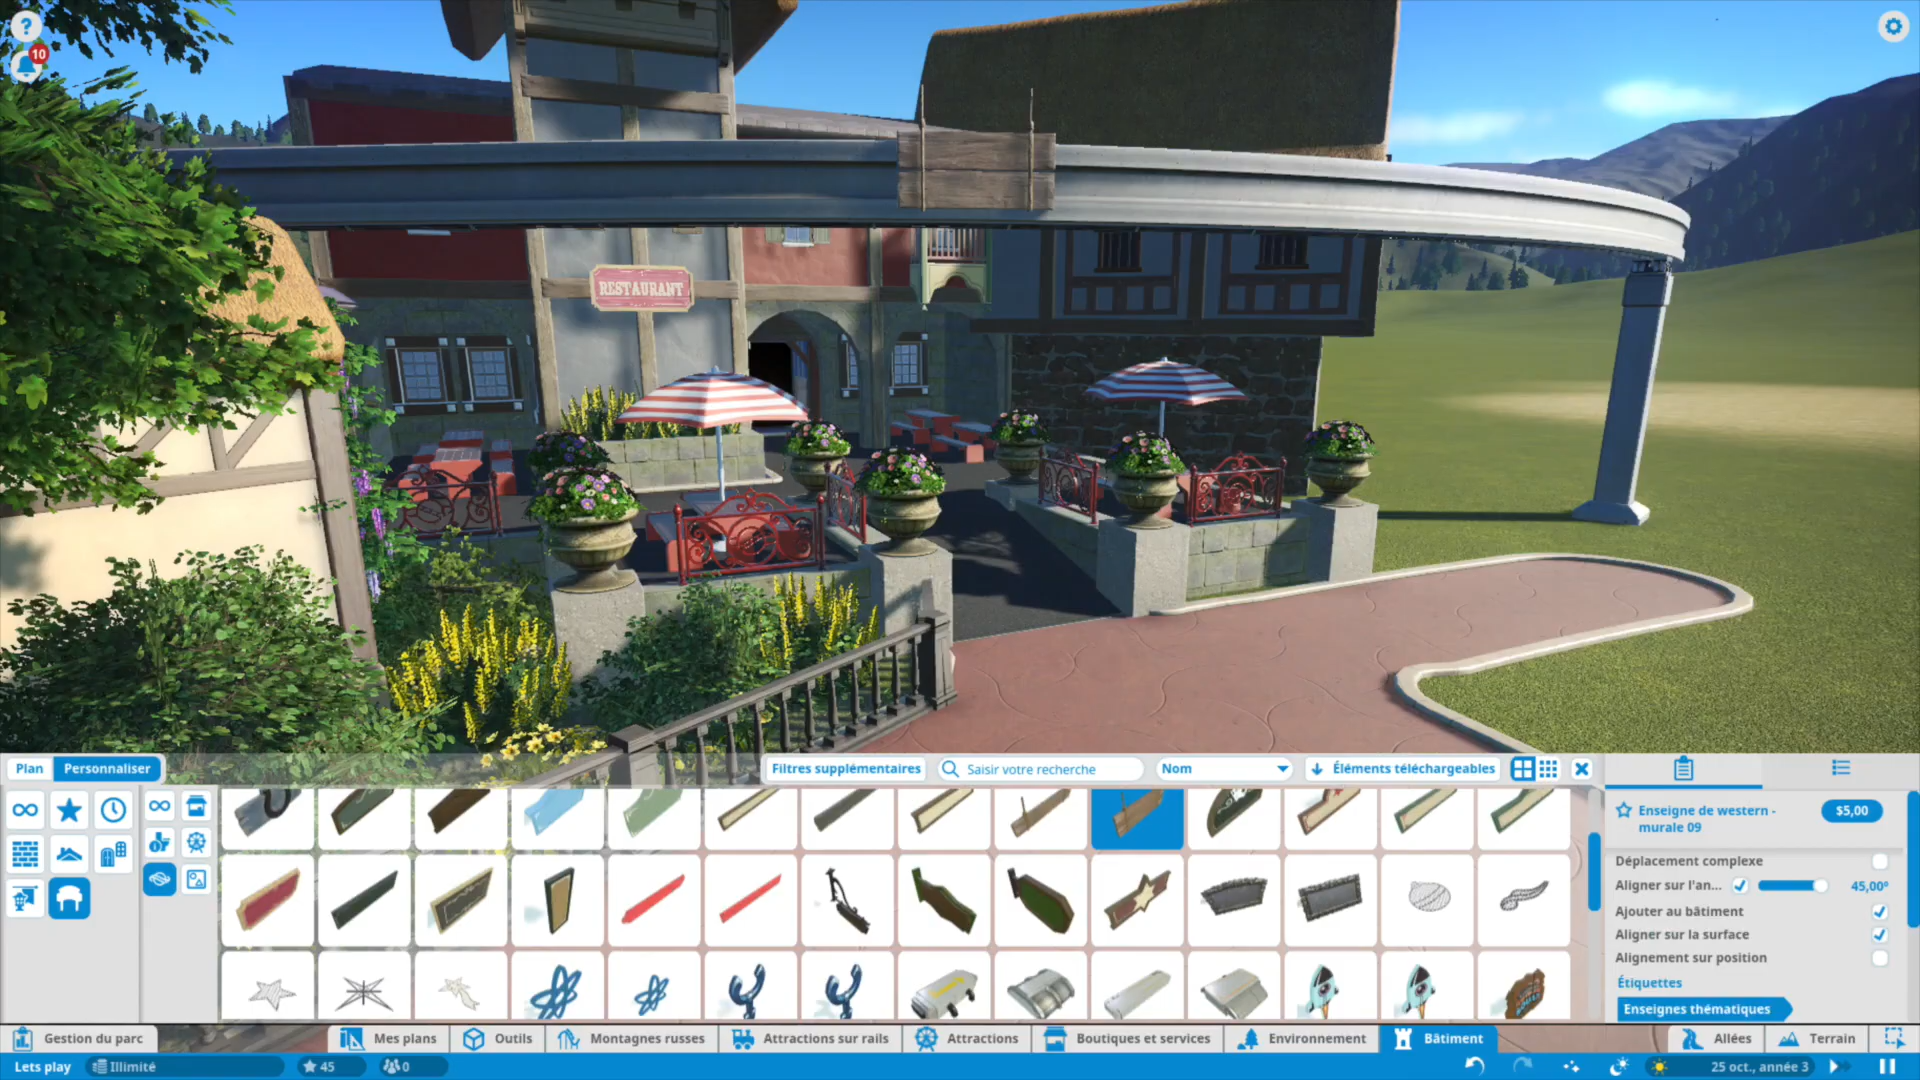 ?
10
RESTAURANT
Plan
Personnaliser
Filtres supplémentaires
Saisir votre recherche
Nom
Éléments téléchargeables
Enseigne de western -
murale 09
$5,00
Déplacement complexe
Aligner sur l'an...
45,00°
Ajouter au bâtiment
Aligner sur la surface
Alignement sur position
Étiquettes
Enseignes thématiques
Gestion du parc
Mes plans
Outils
Montagnes russes
Attractions sur rails
Attractions
Boutiques et services
Environnement
Bâtiment
Allées
Terrain
Lets play
Illimité
45
0
25 oct., année 3